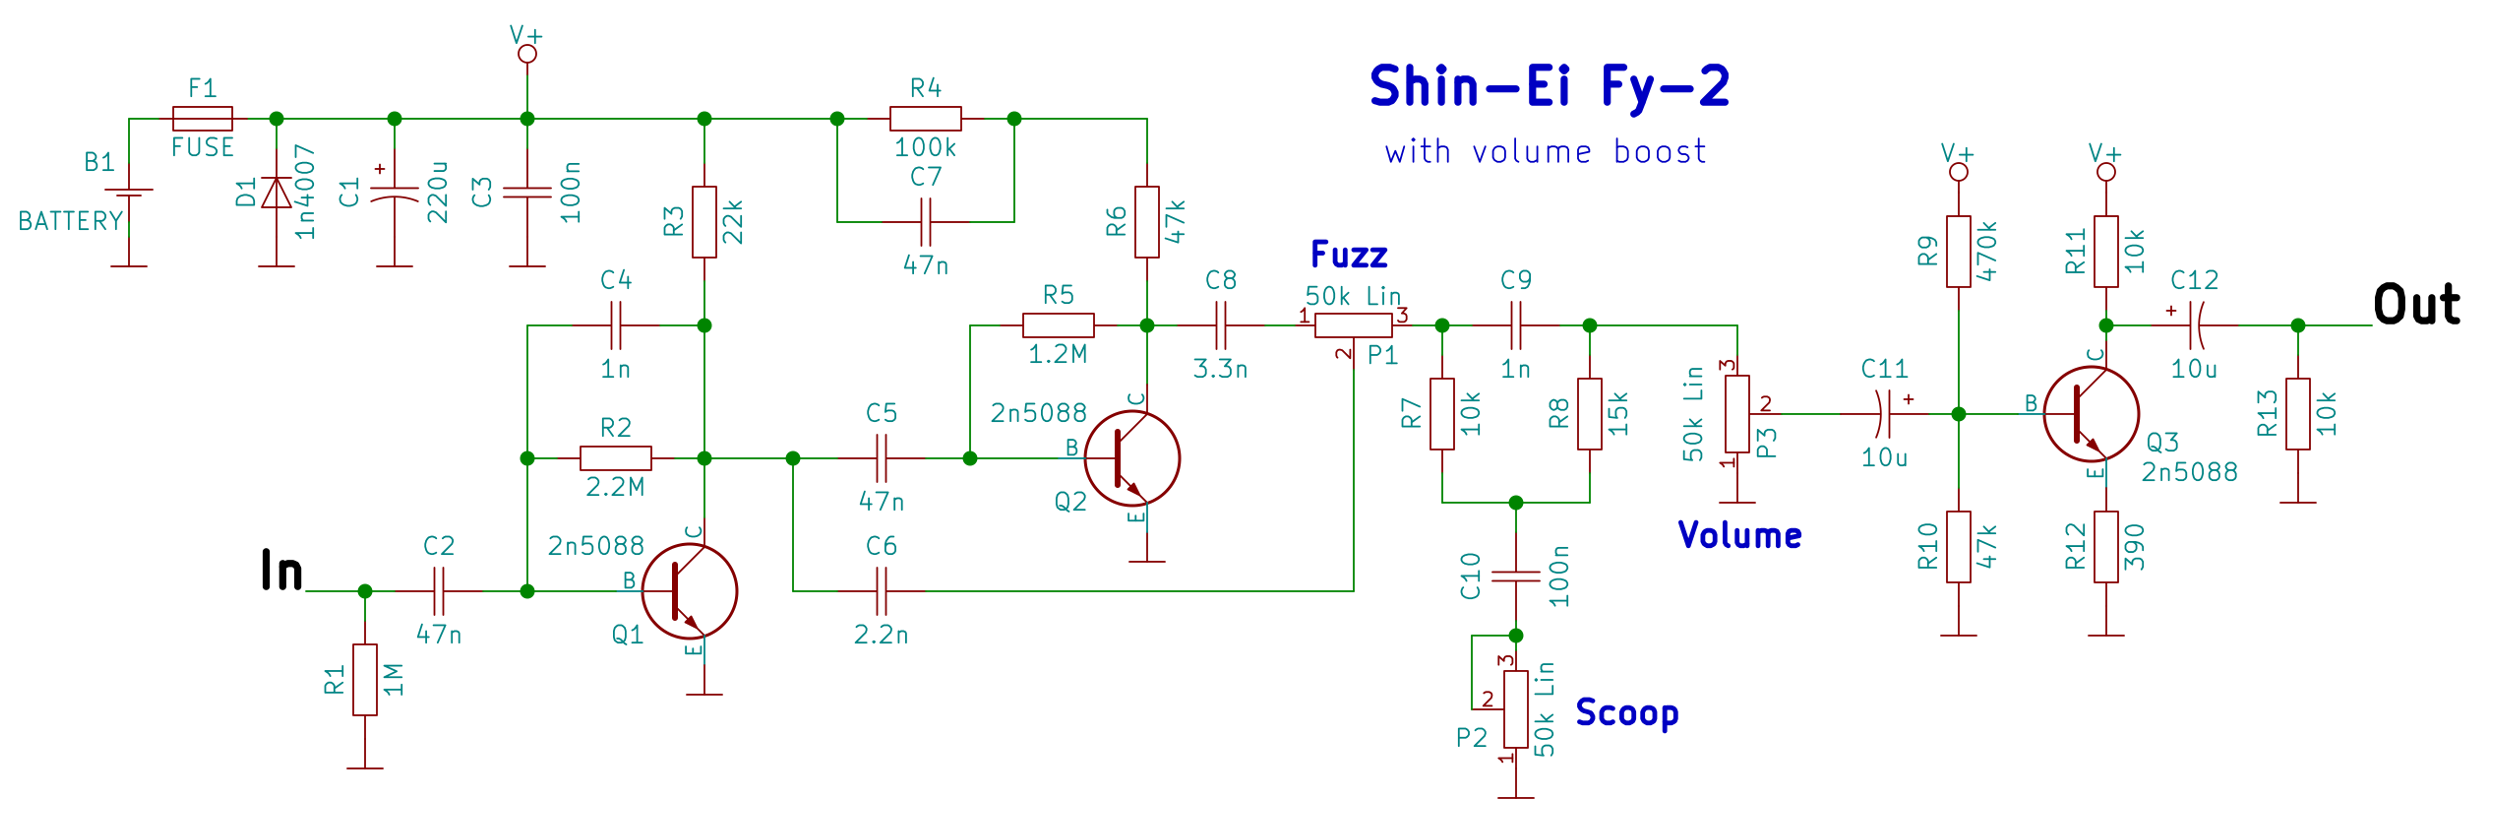 Shin-Ei Fy-2
with volume boost
V+
F1
FUSE
B1
BATTERY
D1
1n4007
C1
+
220u
C3
100n
R3
22k
R4
100k
C7
47n
R6
47k
C4
1n
R2
2.2M
R5
1.2M
C8
3.3n
Fuzz
50k Lin
1
3
2
P1
C9
1n
R7
10k
R8
15k
C5
47n
2n5088
B
C
E
Q2
C6
2.2n
In
C2
47n
R1
1M
2n5088
B
C
E
Q1
C10
100n
3
2
1
P2
50k Lin
Scoop
50k Lin
3
2
1
P3
Volume
C11
+
10u
V+
R9
470k
R10
47k
V+
R11
10k
B
C
E
Q3
2n5088
R12
390
C12
+
10u
R13
10k
Out